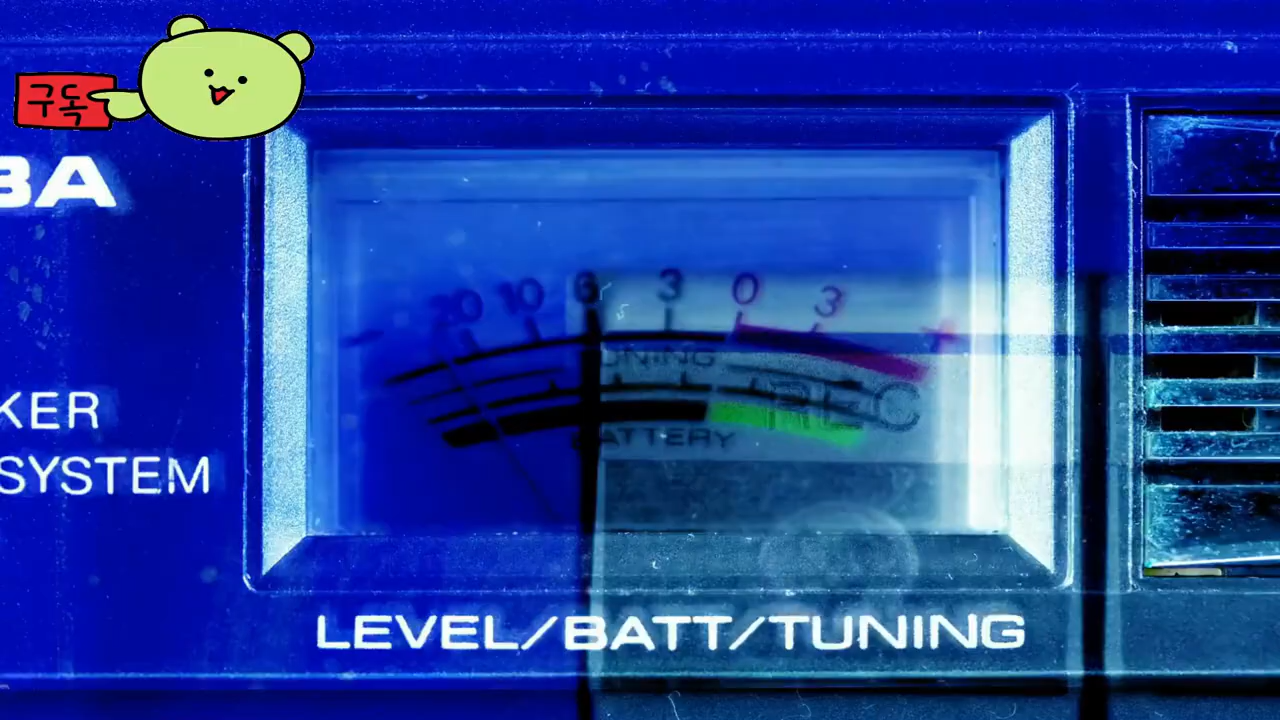 구독
BA
20 10 6 3 0 3 +
TUNING
REC
BATTERY
KER
SYSTEM
LEVEL/BATT/TUNING